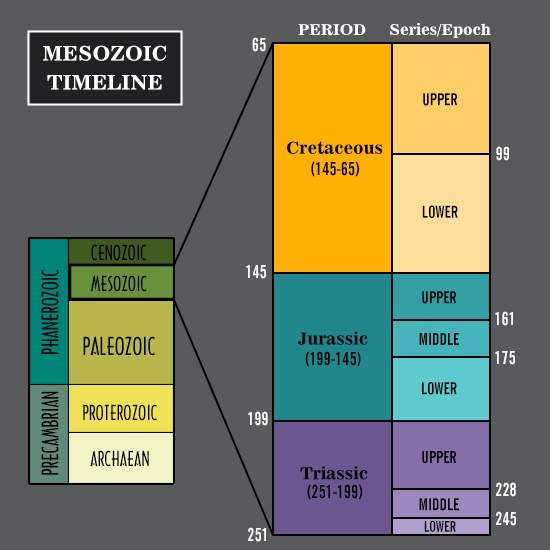 MESOZOIC
TIMELINE
PERIOD
Series/Epoch
65
Cretaceous
(145-65)
UPPER
99
LOWER
145
Jurassic
(199-145)
UPPER
161
MIDDLE
175
LOWER
199
Triassic
(251-199)
UPPER
228
MIDDLE
245
LOWER
251
PHANEROZOIC
CENOZOIC
MESOZOIC
PALEOZOIC
PRECAMBRIAN
PROTEROZOIC
ARCHAEAN